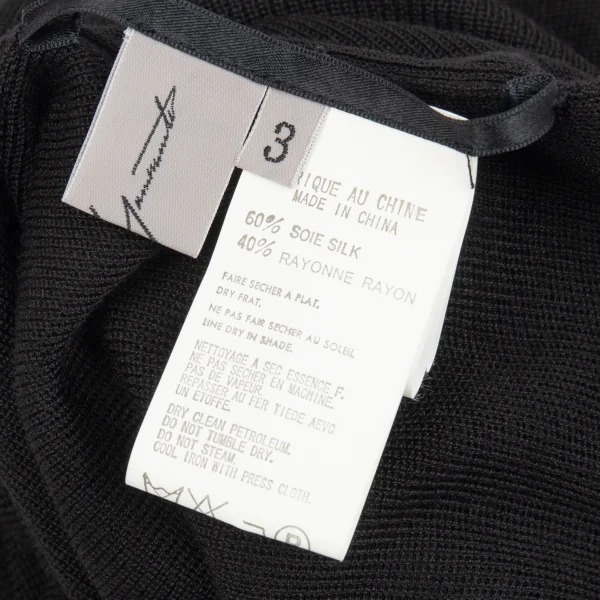 Yamamoto
3
RIQUE AU CHINE
MADE IN CHINA
60% SOIE SILK
40% RAYONNE RAYON
FAIRE SECHER A PLAT.
DRY FRAT.
NE PAS FAIR SECHER AU SOLEIL
LINE DRY IN SHADE.
NETTOYAGE A SEC ESSENCE F.
NE PAS SECHER EN MACHINE.
PAS DE VAPEUR.
REPASSER AU FER TIEDE AEVC
UN ETOFFE.
DRY CLEAN PETROLEUM.
DO NOT TUMBLE DRY.
DO NOT STEAM.
COOL IRON WITH PRESS CLOTH.